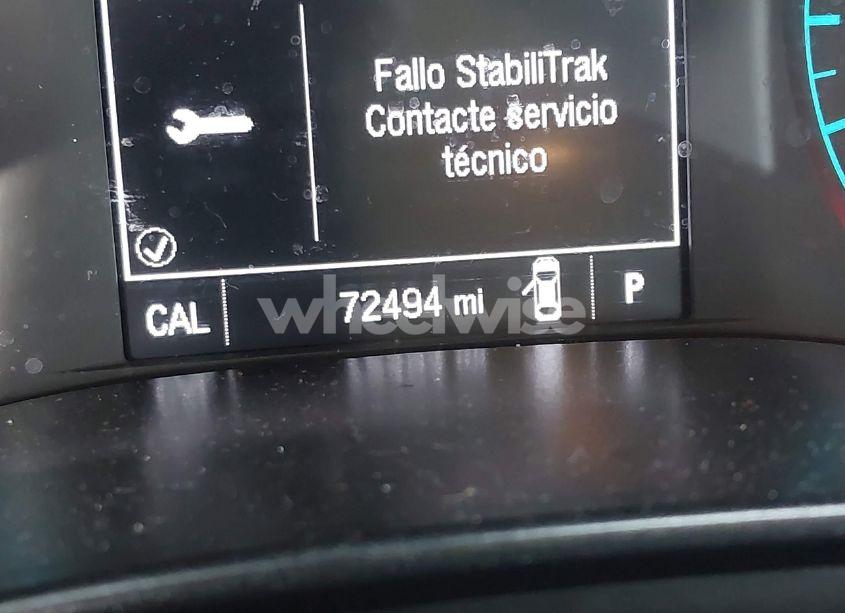 Fallo StabiliTrak
Contacte servicio
técnico
CAL 72494 mi P
wheelwise